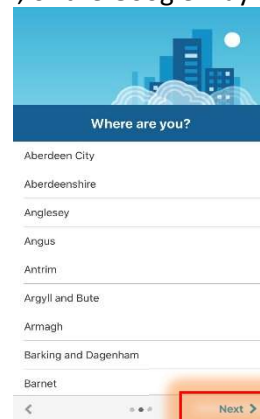 Where are you?
Aberdeen City
Aberdeenshire
Anglesey
Angus
Antrim
Argyll and Bute
Armagh
Barking and Dagenham
Barnet
< Next >